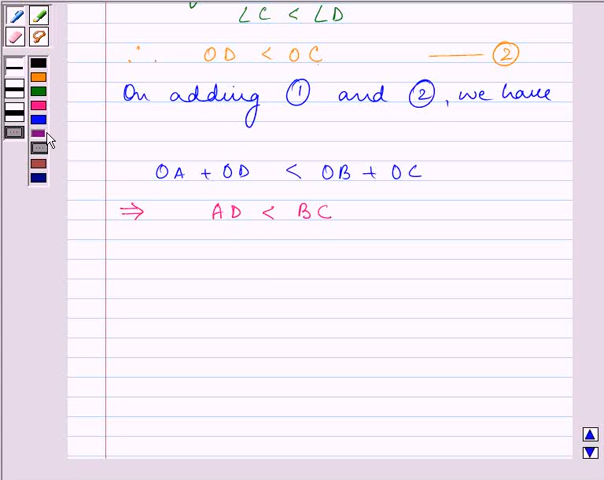 ∠C < ∠D
∴ OD < OC —— ②
On adding ① and ②, we have
OA + OD < OB + OC
⇒ AD < BC